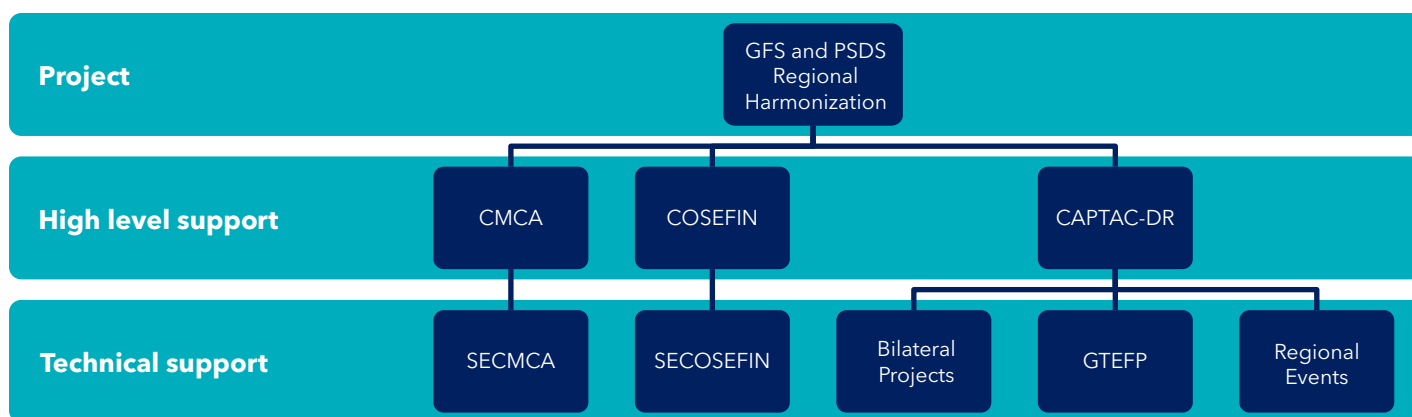 Project
GFS and PSDS
Regional
Harmonization
High level support
CMCA
COSEFIN
CAPTAC-DR
Technical support
SECMCA
SECOSEFIN
Bilateral
Projects
GTEFP
Regional
Events